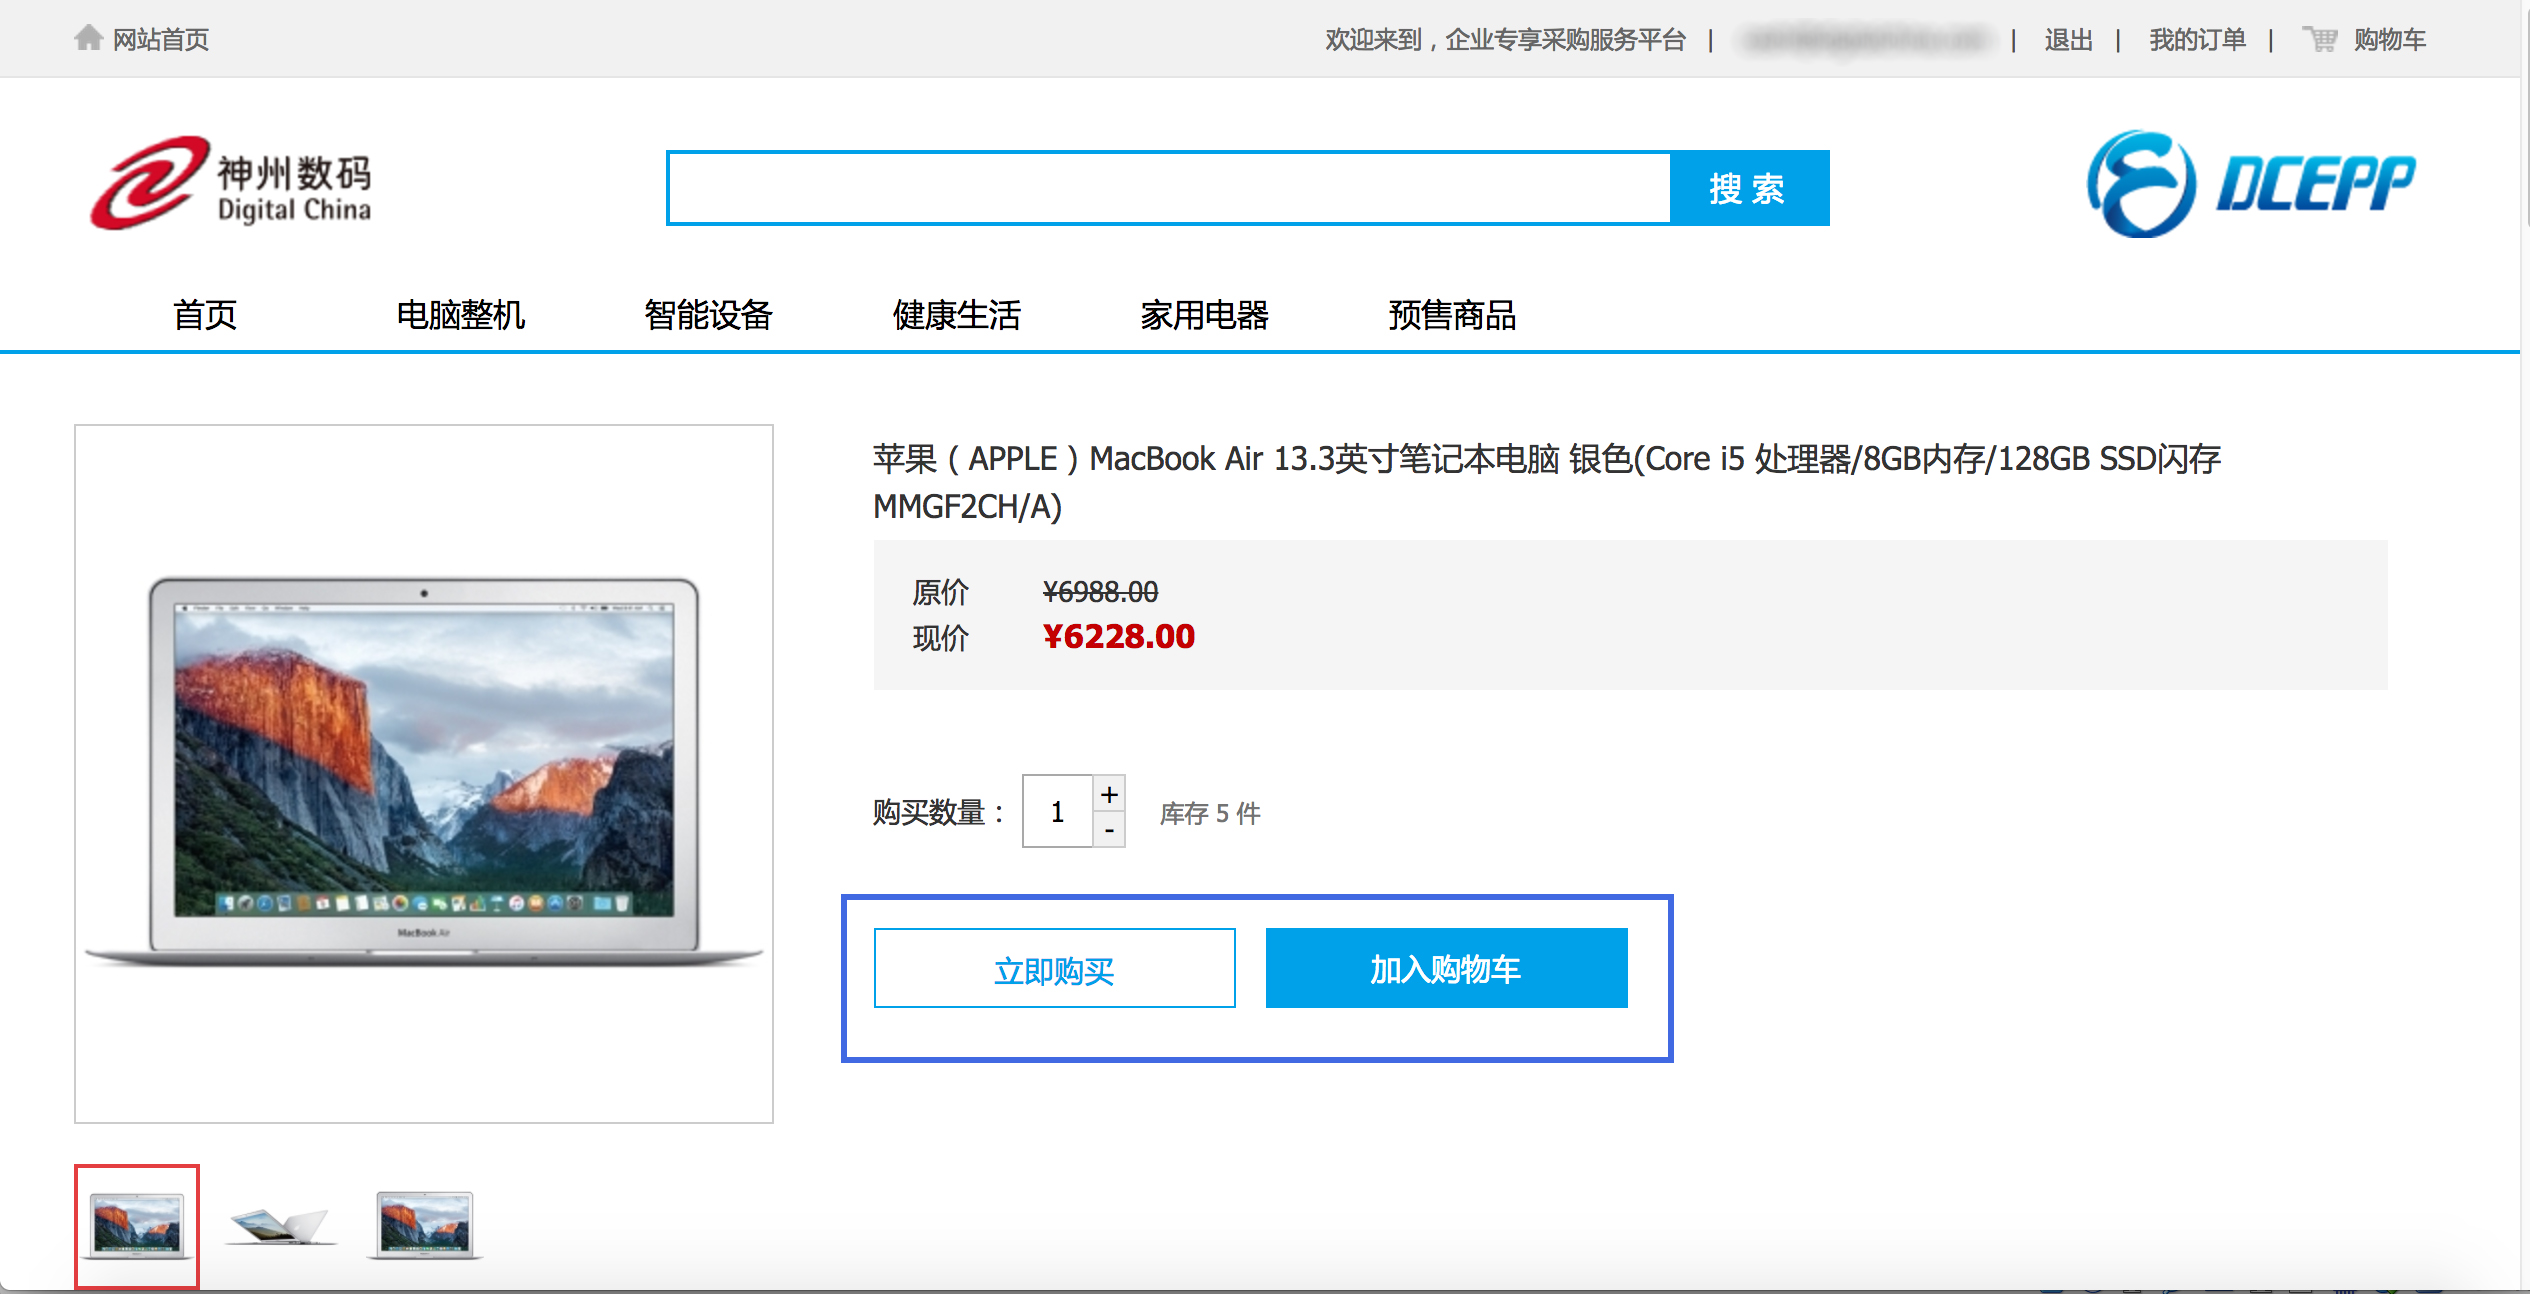 网站首页
欢迎来到，企业专享采购服务平台 | | 退出 | 我的订单 | 购物车
神州数码
Digital China
搜 索
DCEPP
首页 电脑整机 智能设备 健康生活 家用电器 预售商品
苹果（APPLE）MacBook Air 13.3英寸笔记本电脑 银色(Core i5 处理器/8GB内存/128GB SSD闪存
MMGF2CH/A)
原价 ¥6988.00
现价 ¥6228.00
购买数量： 1 + -
库存 5 件
立即购买 加入购物车
MacBook Air